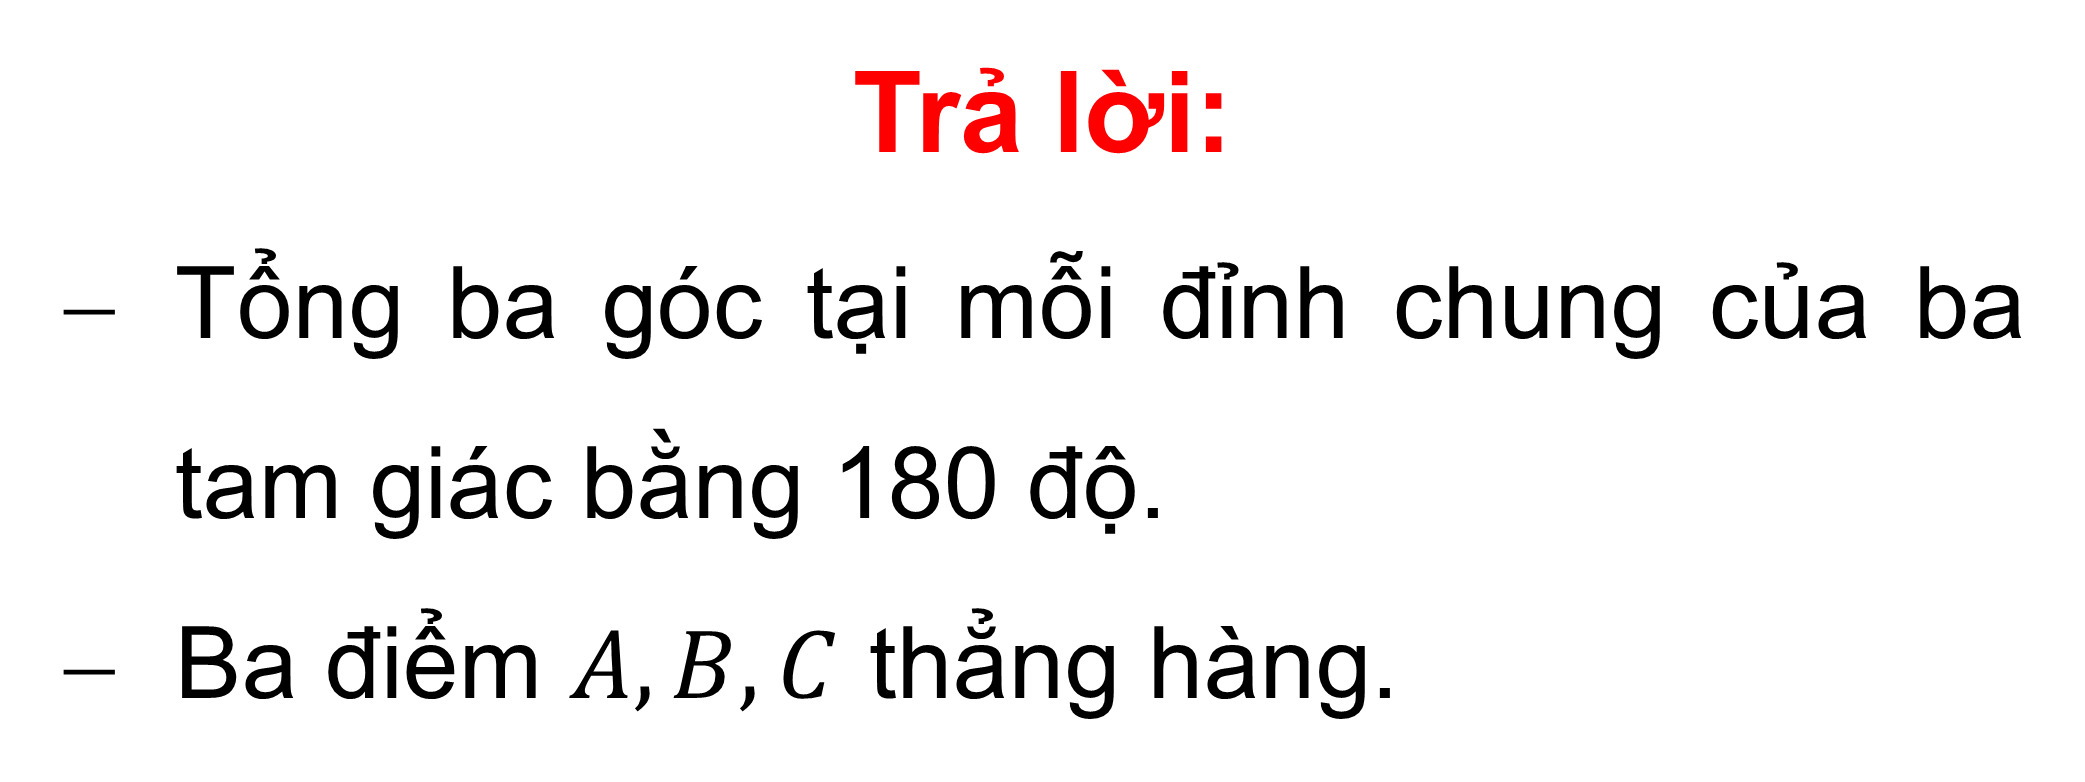 Trả lời:
– Tổng ba góc tại mỗi đỉnh chung của ba
tam giác bằng 180 độ.
– Ba điểm A, B, C thẳng hàng.